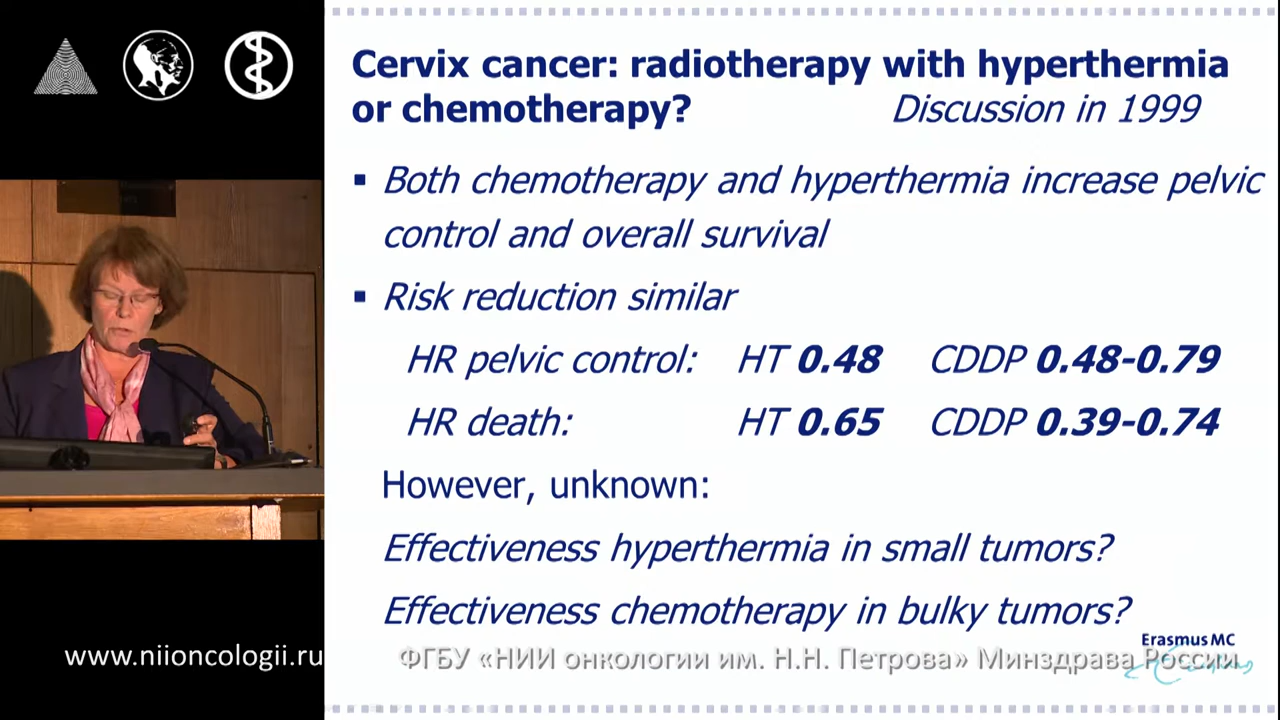 Cervix cancer: radiotherapy with hyperthermia
or chemotherapy? Discussion in 1999
▪ Both chemotherapy and hyperthermia increase pelvic
control and overall survival
▪ Risk reduction similar
HR pelvic control: HT 0.48 CDDP 0.48-0.79
HR death: HT 0.65 CDDP 0.39-0.74
However, unknown:
Effectiveness hyperthermia in small tumors?
Effectiveness chemotherapy in bulky tumors?
Erasmus MC
www.niioncologii.ru
ФГБУ «НИИ онкологии им. Н.Н. Петрова» Минздрава России